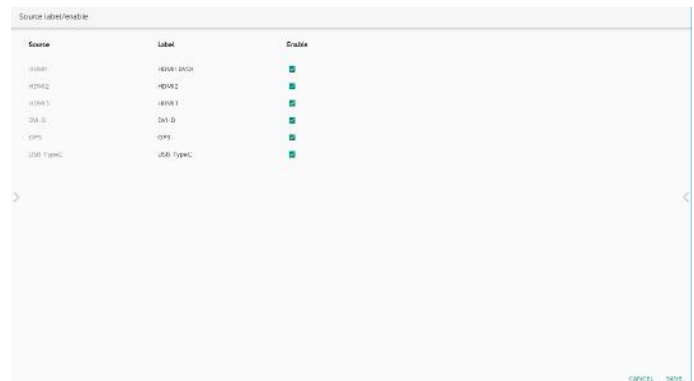 Source label/enable
Source Label Enable
HDMI1 HDMI1
HDMI2 HDMI2
HDMI3 HDMI3
DVI-D DVI-D
OPS OPS
USB TypeC USB TypeC
CANCEL SAVE